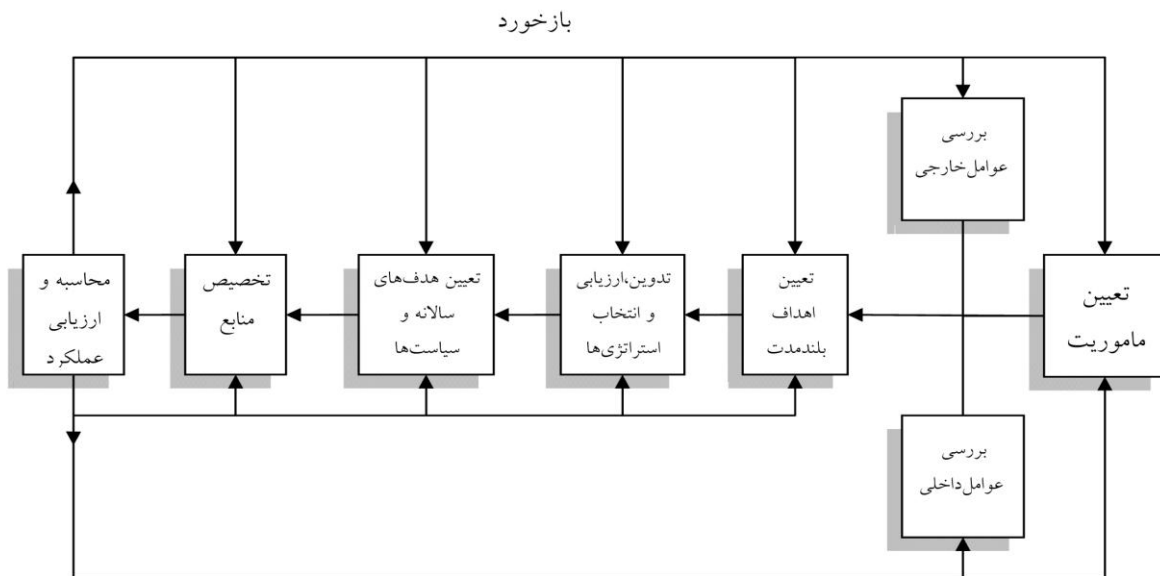 بازخورد
بررسی
عوامل‌خارجی
تعیین
ماموریت
تعیین
اهداف
بلندمدت
تدوین،ارزیابی
و انتخاب
استراتژی‌ها
تعیین هدف‌های
سالانه و
سیاست‌ها
تخصیص
منابع
محاسبه و
ارزیابی
عملکرد
بررسی
عوامل‌داخلی